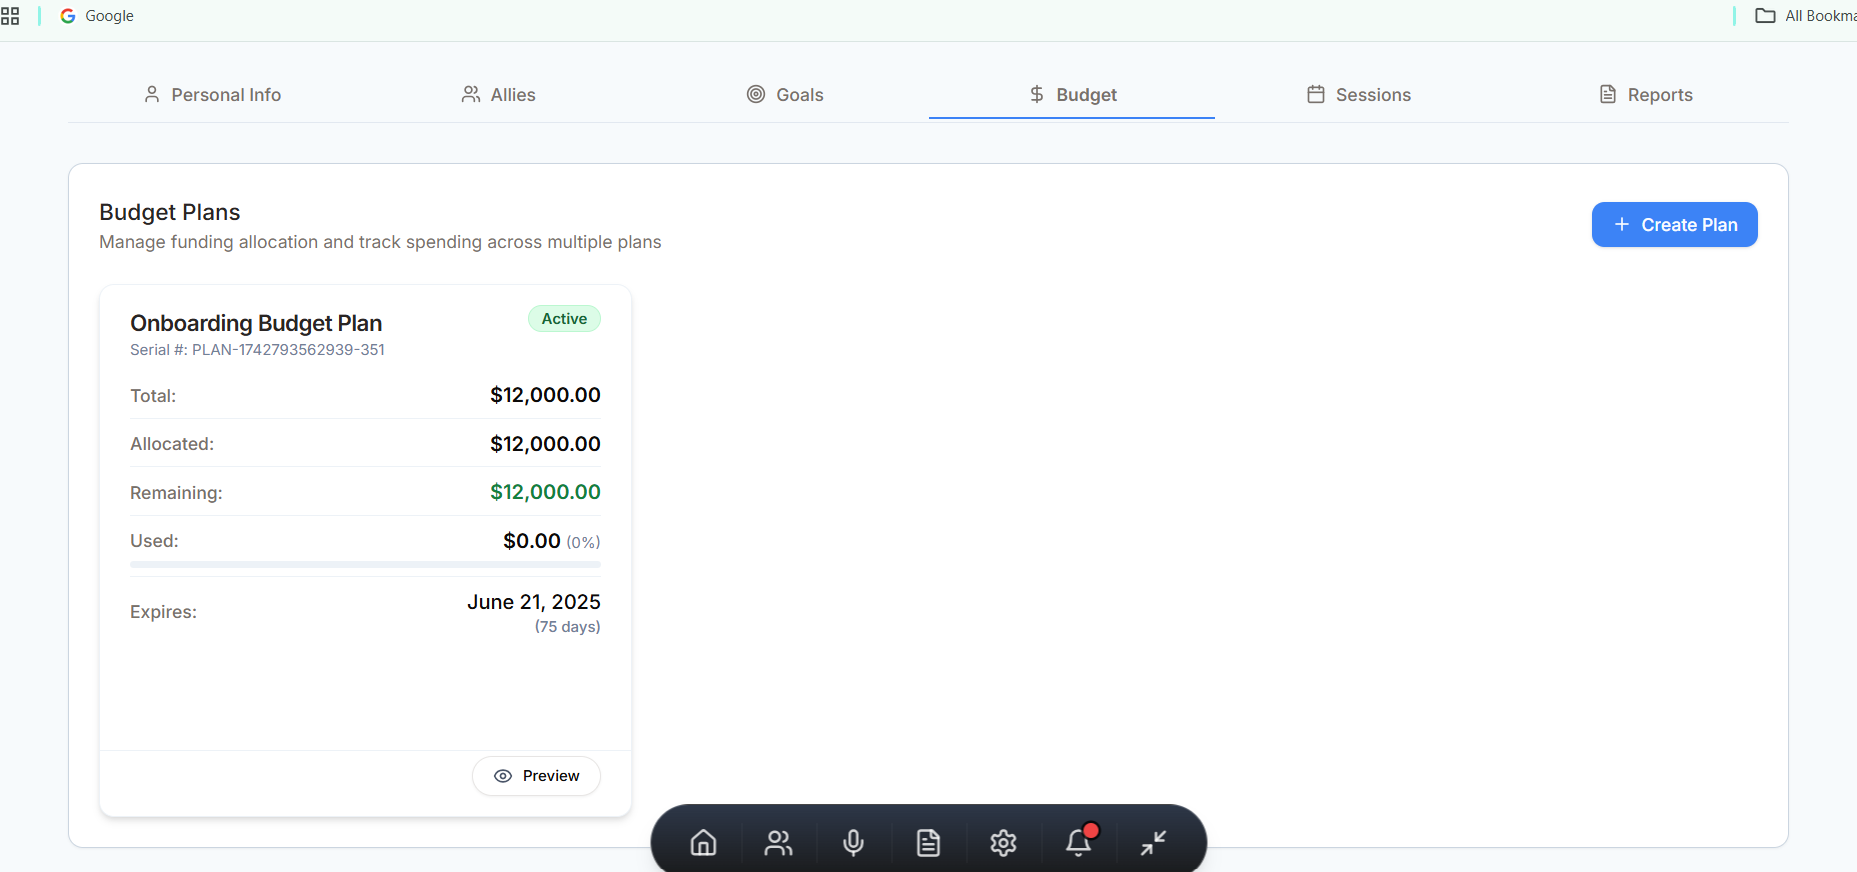 Google
All Bookma
Personal Info
Allies
Goals
Budget
Sessions
Reports
Budget Plans
Manage funding allocation and track spending across multiple plans
Create Plan
Onboarding Budget Plan
Active
Serial #: PLAN-1742793562939-351
Total: $12,000.00
Allocated: $12,000.00
Remaining: $12,000.00
Used: $0.00 (0%)
Expires: June 21, 2025
(75 days)
Preview